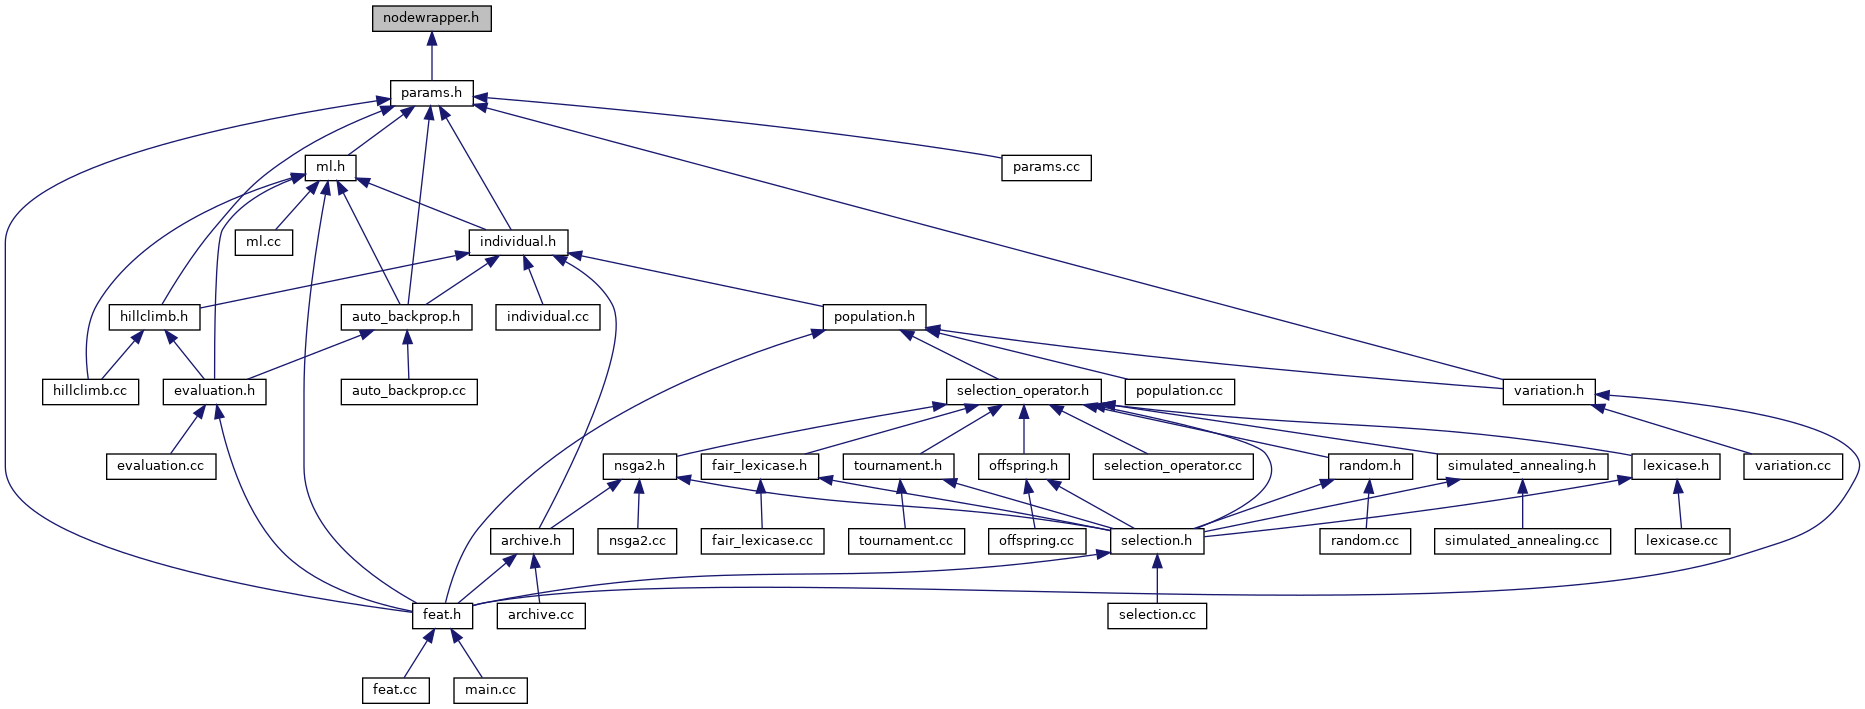 nodewrapper.h
params.h
ml.h
params.cc
ml.cc
individual.h
hillclimb.h
auto_backprop.h
individual.cc
population.h
hillclimb.cc
evaluation.h
auto_backprop.cc
selection_operator.h
population.cc
variation.h
evaluation.cc
nsga2.h
fair_lexicase.h
tournament.h
offspring.h
selection_operator.cc
random.h
simulated_annealing.h
lexicase.h
variation.cc
archive.h
nsga2.cc
fair_lexicase.cc
tournament.cc
offspring.cc
selection.h
random.cc
simulated_annealing.cc
lexicase.cc
feat.h
archive.cc
selection.cc
feat.cc
main.cc